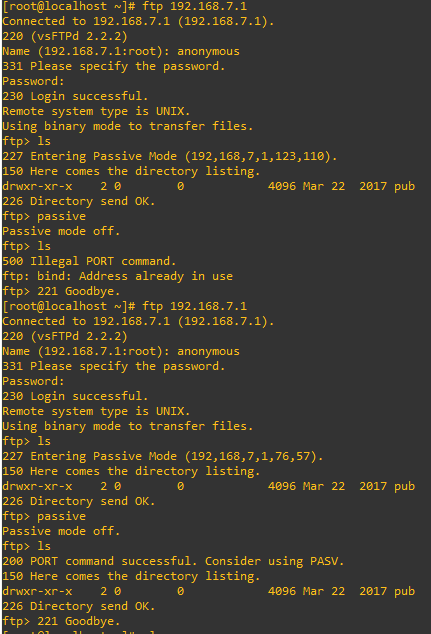 [root@localhost ~]# ftp 192.168.7.1
Connected to 192.168.7.1 (192.168.7.1).
220 (vsFTPd 2.2.2)
Name (192.168.7.1:root): anonymous
331 Please specify the password.
Password:
230 Login successful.
Remote system type is UNIX.
Using binary mode to transfer files.
ftp> ls
227 Entering Passive Mode (192,168,7,1,123,110).
150 Here comes the directory listing.
drwxr-xr-x    2 0        0            4096 Mar 22  2017 pub
226 Directory send OK.
ftp> passive
Passive mode off.
ftp> ls
500 Illegal PORT command.
ftp: bind: Address already in use
ftp> 221 Goodbye.
[root@localhost ~]# ftp 192.168.7.1
Connected to 192.168.7.1 (192.168.7.1).
220 (vsFTPd 2.2.2)
Name (192.168.7.1:root): anonymous
331 Please specify the password.
Password:
230 Login successful.
Remote system type is UNIX.
Using binary mode to transfer files.
ftp> ls
227 Entering Passive Mode (192,168,7,1,76,57).
150 Here comes the directory listing.
drwxr-xr-x    2 0        0            4096 Mar 22  2017 pub
226 Directory send OK.
ftp> passive
Passive mode off.
ftp> ls
200 PORT command successful. Consider using PASV.
150 Here comes the directory listing.
drwxr-xr-x    2 0        0            4096 Mar 22  2017 pub
226 Directory send OK.
ftp> 221 Goodbye.